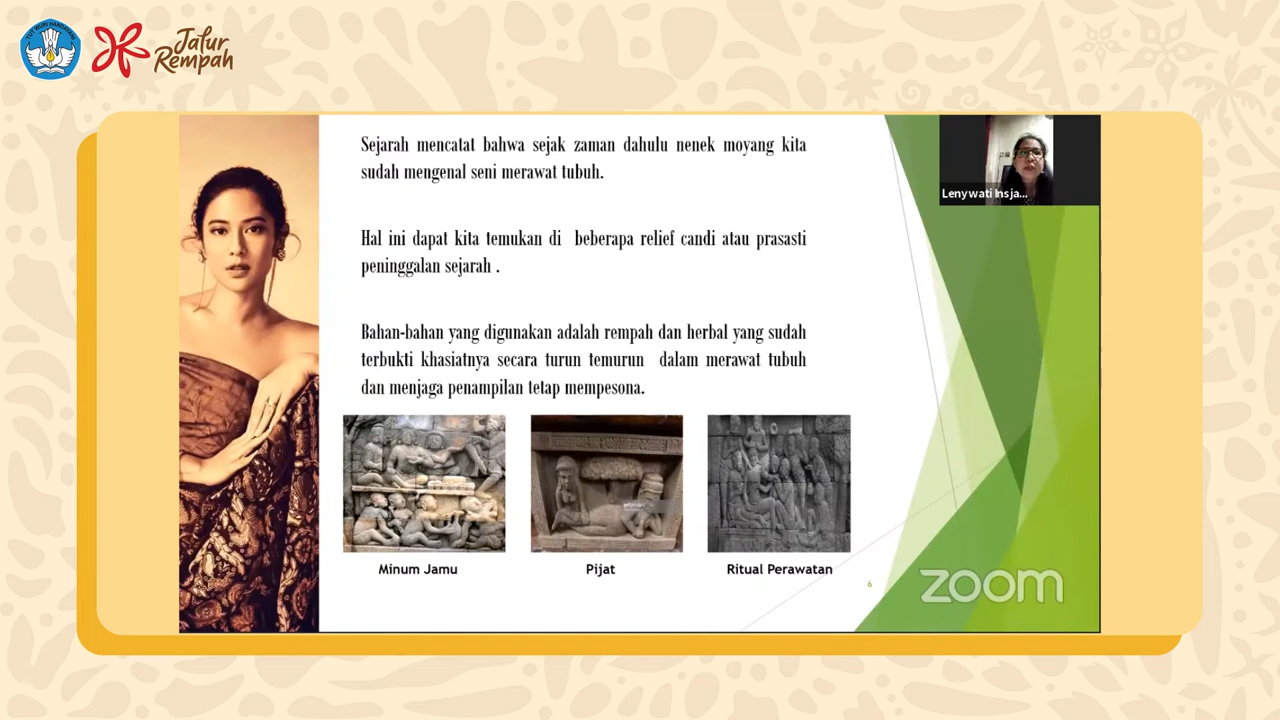 TUT WURI HANDAYANI
Jalur
Rempah
Sejarah mencatat bahwa sejak zaman dahulu nenek moyang kita
sudah mengenal seni merawat tubuh.
Hal ini dapat kita temukan di beberapa relief candi atau prasasti
peninggalan sejarah .
Bahan-bahan yang digunakan adalah rempah dan herbal yang sudah
terbukti khasiatnya secara turun temurun dalam merawat tubuh
dan menjaga penampilan tetap mempesona.
Minum Jamu
Pijat
Ritual Perawatan
6
Lenywati Insja...
zoom